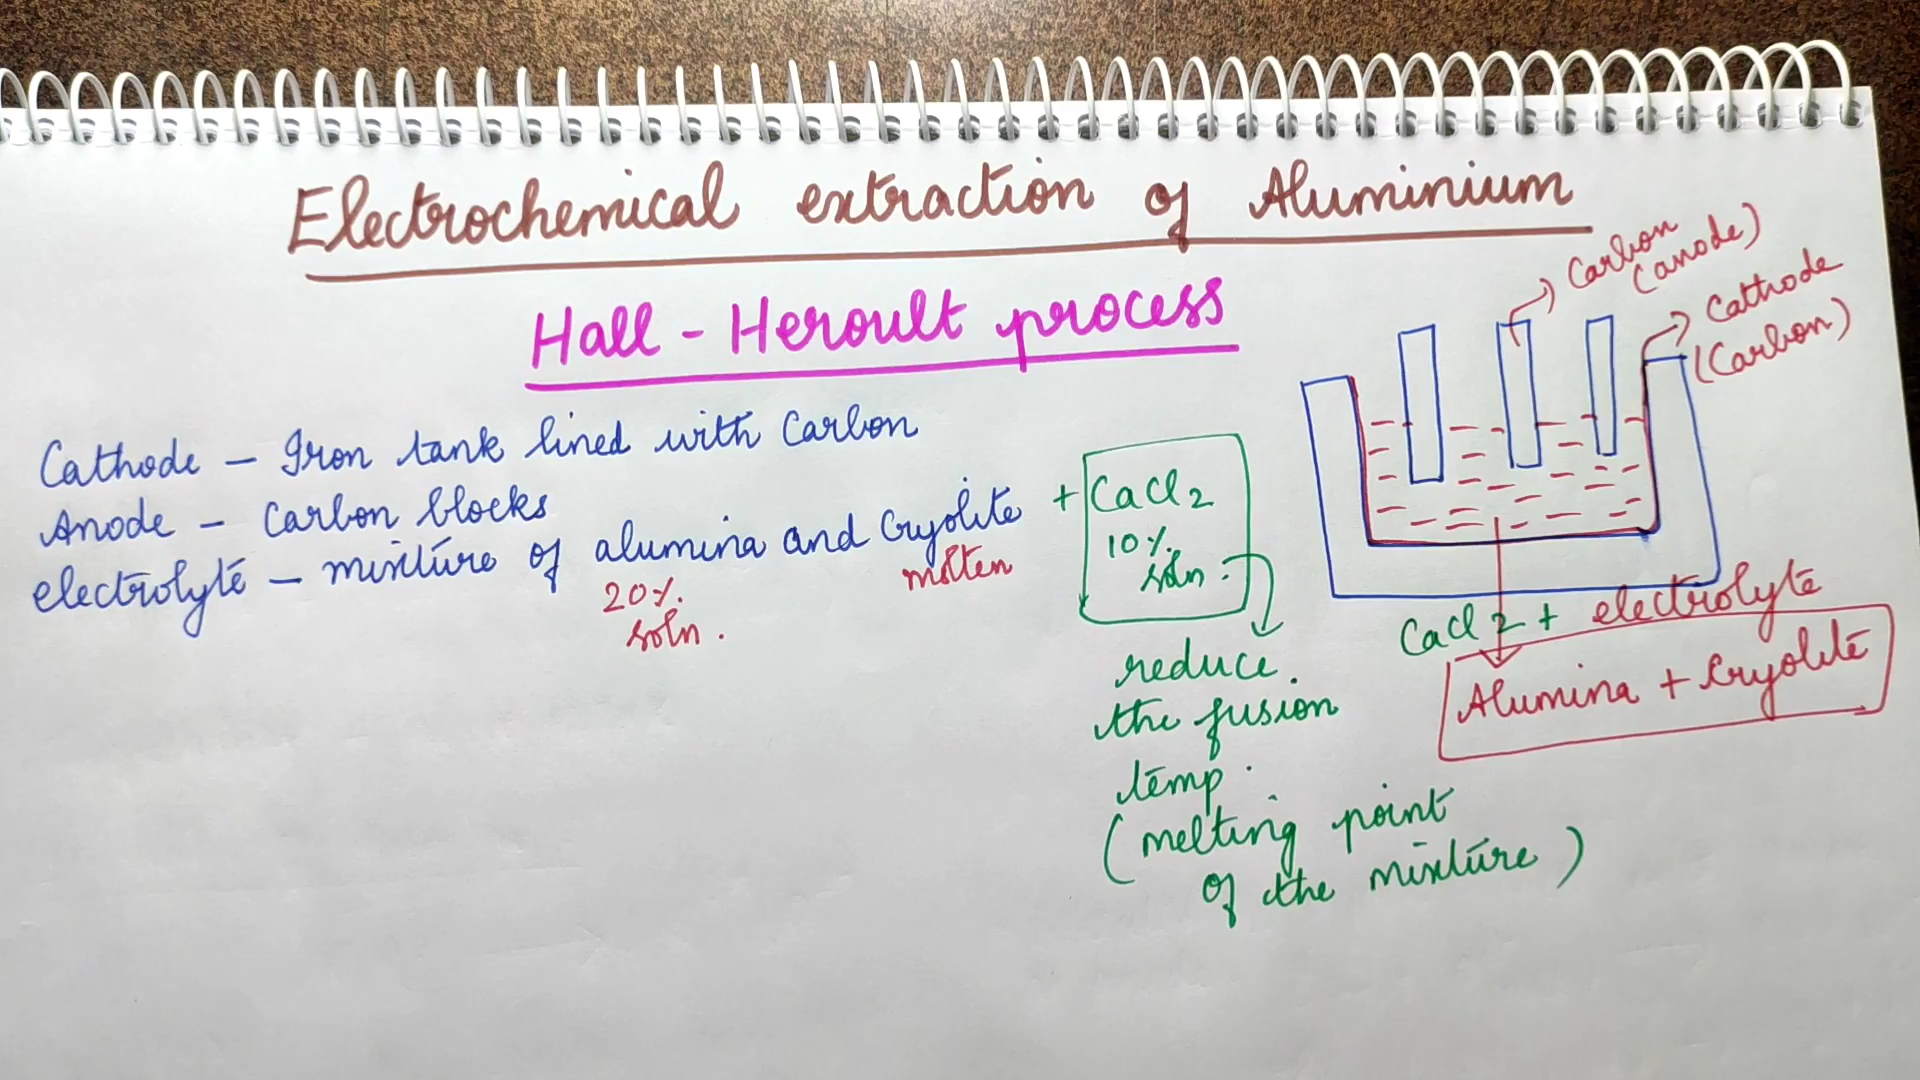 Electrochemical extraction of Aluminium
Hall - Heroult process
Cathode - Iron tank lined with Carbon
Anode - Carbon blocks
electrolyte - mixture of alumina and Cryolite + CaCl2
20%. soln.
molten
10%. soln.
reduce
the fusion
temp.
(melting point
of the mixture)
Carbon
(anode)
Cathode
(Carbon)
CaCl2 + electrolyte
Alumina + Cryolite